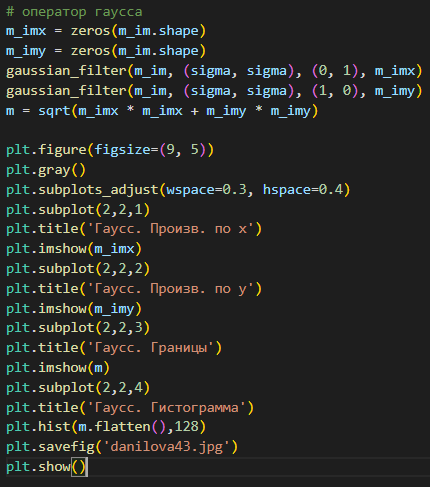 # оператор гаусса
m_imx = zeros(m_im.shape)
m_imy = zeros(m_im.shape)
gaussian_filter(m_im, (sigma, sigma), (0, 1), m_imx)
gaussian_filter(m_im, (sigma, sigma), (1, 0), m_imy)
m = sqrt(m_imx * m_imx + m_imy * m_imy)

plt.figure(figsize=(9, 5))
plt.gray()
plt.subplots_adjust(wspace=0.3, hspace=0.4)
plt.subplot(2,2,1)
plt.title('Гаусс. Произв. по x')
plt.imshow(m_imx)
plt.subplot(2,2,2)
plt.title('Гаусс. Произв. по y')
plt.imshow(m_imy)
plt.subplot(2,2,3)
plt.title('Гаусс. Границы')
plt.imshow(m)
plt.subplot(2,2,4)
plt.title('Гаусс. Гистограмма')
plt.hist(m.flatten(),128)
plt.savefig('danilova43.jpg')
plt.show()